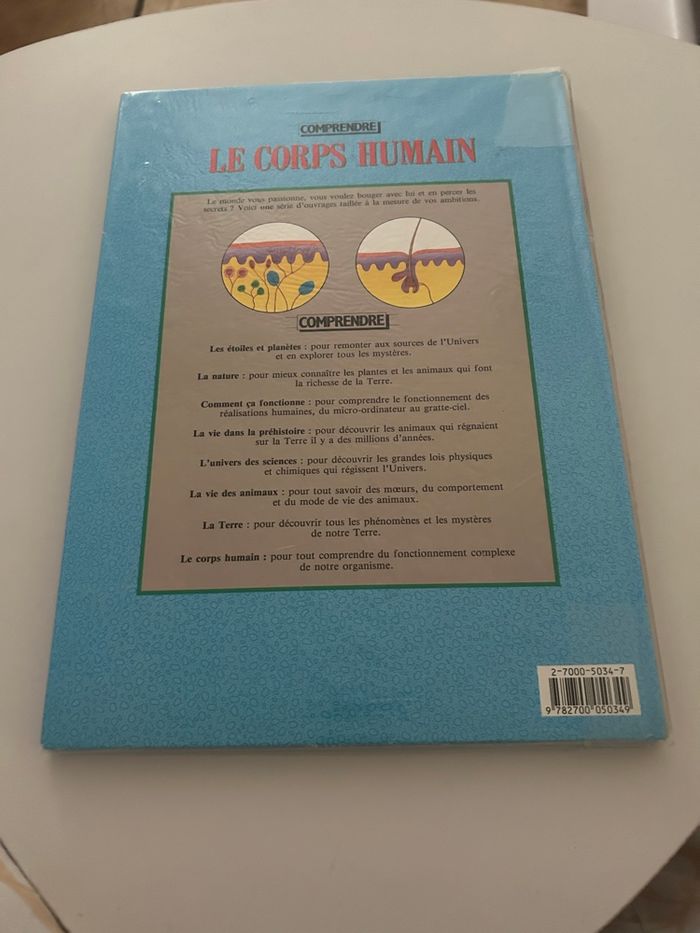 COMPRENDRE
LE CORPS HUMAIN
Le monde vous passionne, vous voulez bouger avec lui et en percer les
secrets ? Voici une série d'ouvrages taillée à la mesure de vos ambitions.
COMPRENDRE
Les étoiles et planètes : pour remonter aux sources de l'Univers
et en explorer tous les mystères.
La nature : pour mieux connaître les plantes et les animaux qui font
la richesse de la Terre.
Comment ça fonctionne : pour comprendre le fonctionnement des
réalisations humaines, du micro-ordinateur au gratte-ciel.
La vie dans la préhistoire : pour découvrir les animaux qui régnaient
sur la Terre il y a des millions d'années.
L'univers des sciences : pour découvrir les grandes lois physiques
et chimiques qui régissent l'Univers.
La vie des animaux : pour tout savoir des mœurs, du comportement
et du mode de vie des animaux.
La Terre : pour découvrir tous les phénomènes et les mystères
de notre Terre.
Le corps humain : pour tout comprendre du fonctionnement complexe
de notre organisme.
2-7000-5034-7
9 782700 050349